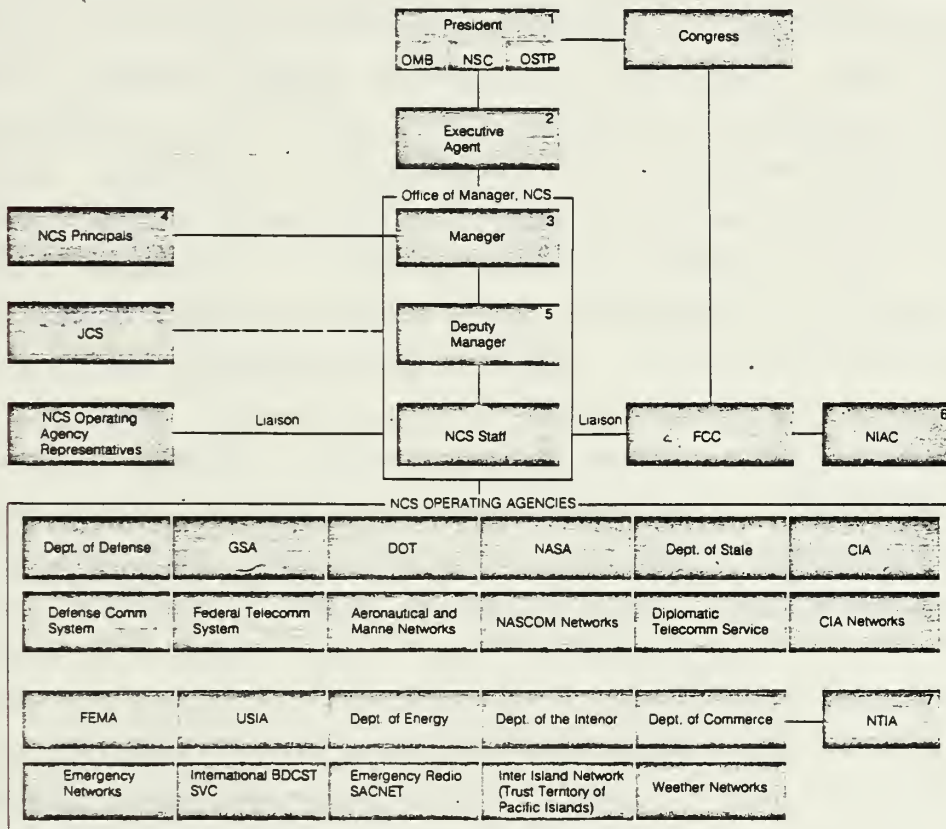 1
President
Congress
OMB NSC OSTP
2
Executive
Agent
Office of Manager, NCS
4
NCS Principals
3
Maneger
JCS
5
Deputy
Manager
NCS Operating
Agency
Representatives
Liaison
NCS Staff
Liaison
FCC
6
NIAC
NCS OPERATING AGENCIES
Dept. of Defense
GSA
DOT
NASA
Dept. of State
CIA
Defense Comm
System
Federal Telecomm
System
Aeronautical and
Marine Networks
NASCOM Networks
Diplomatic
Telecomm Service
CIA Networks
FEMA
USIA
Dept. of Energy
Dept. of the Interior
Dept. of Commerce
7
NTIA
Emergency
Networks
International BDCST
SVC
Emergency Redio
SACNET
Inter Island Network
(Trust Territory of
Pacific Islands)
Weether Networks